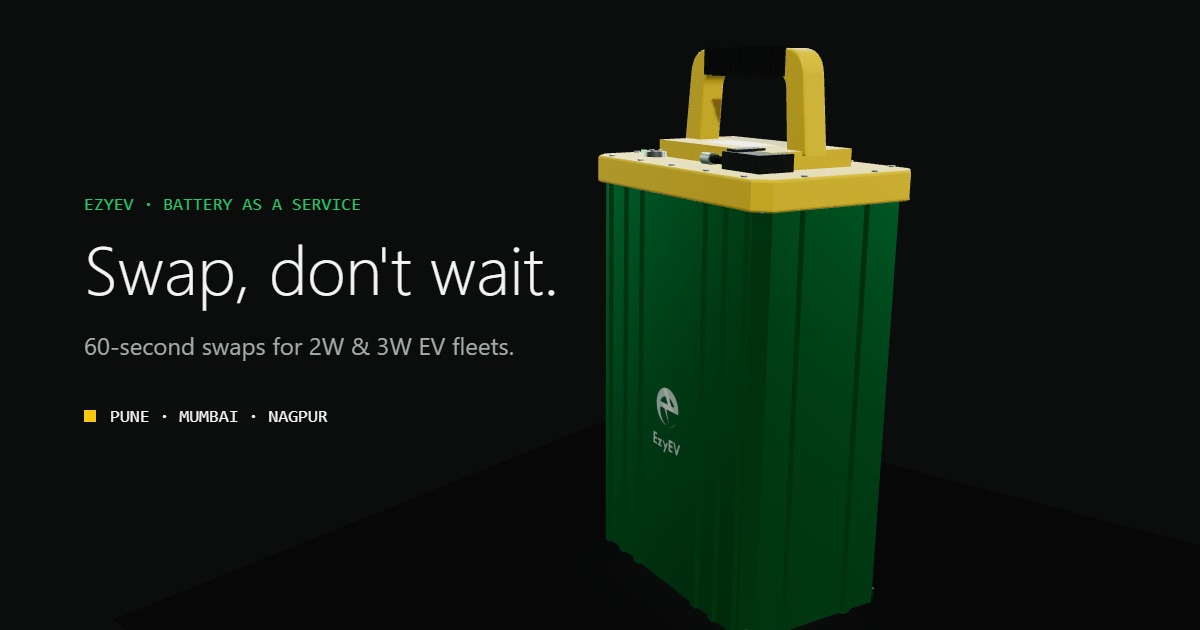 EZYEV · BATTERY AS A SERVICE
Swap, don't wait.
60-second swaps for 2W & 3W EV fleets.
PUNE · MUMBAI · NAGPUR
EzyEV